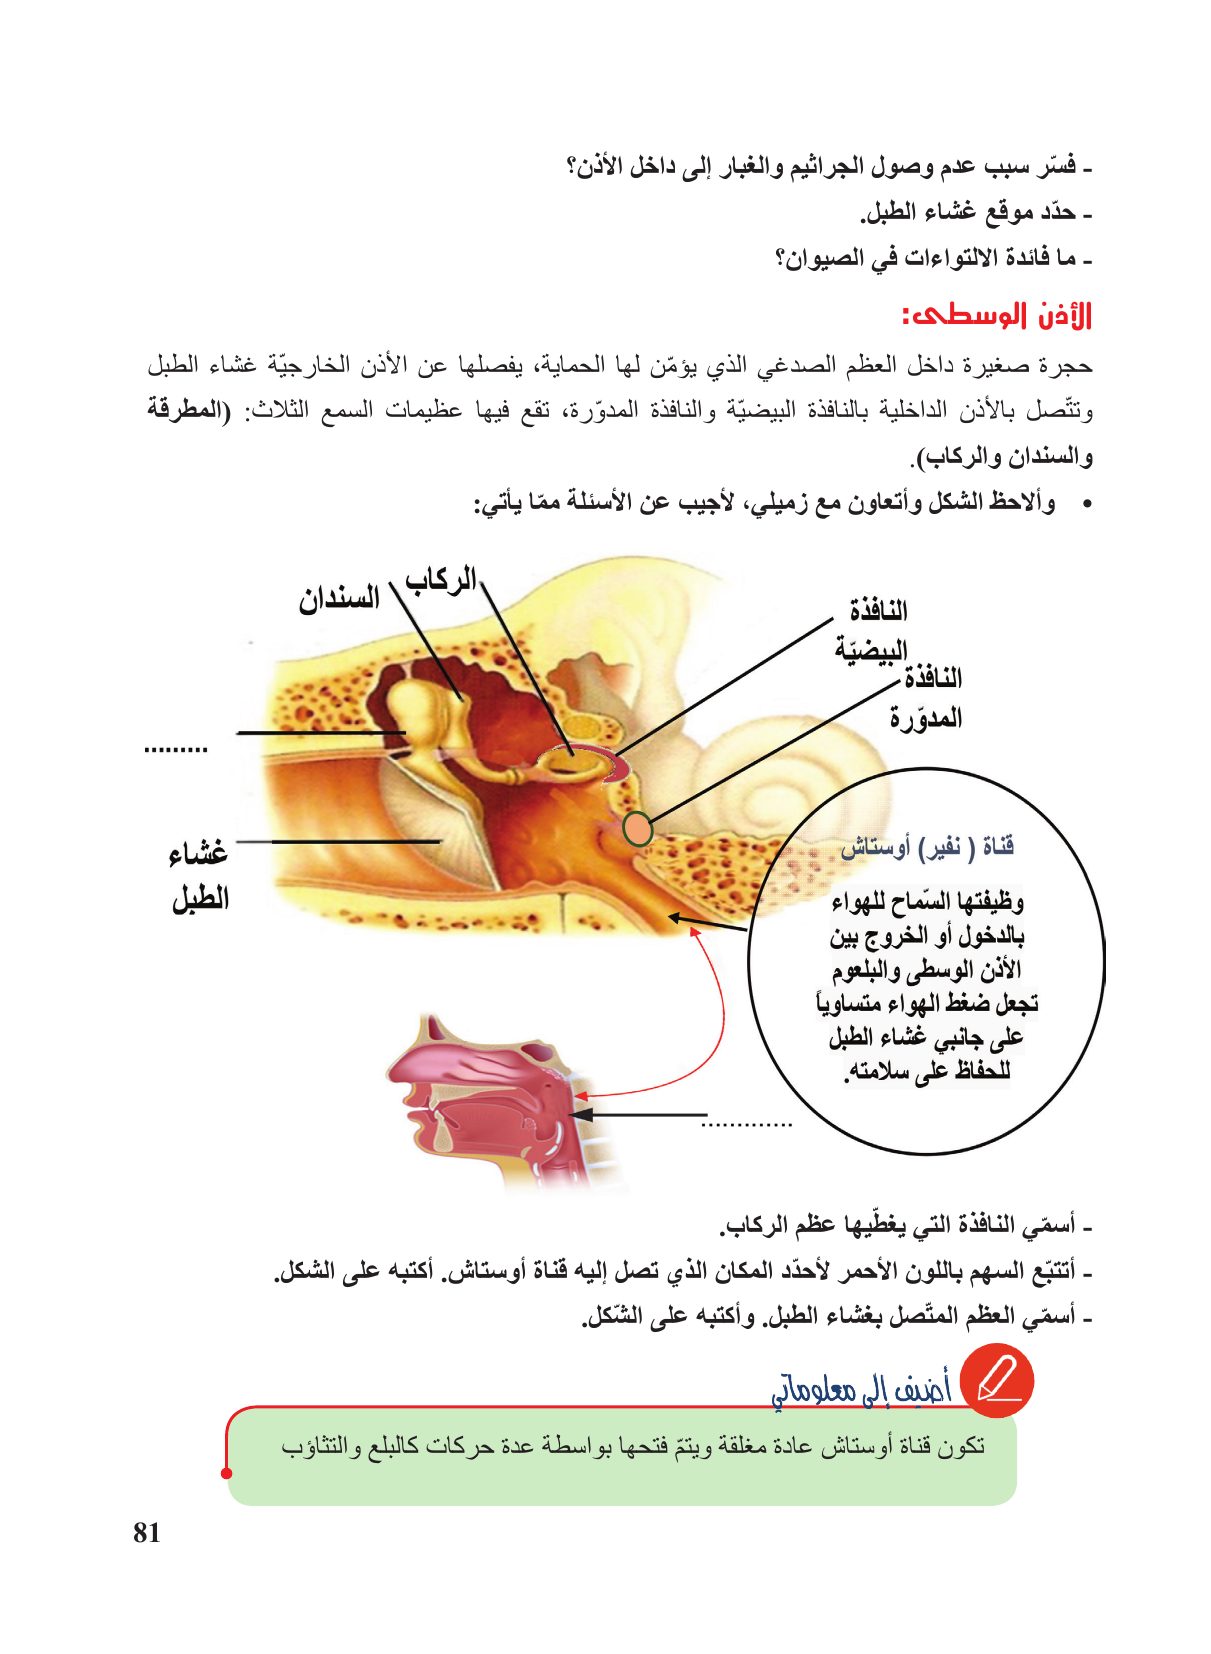 - فسّر سبب عدم وصول الجراثيم والغبار إلى داخل الأذن؟
- حدّد موقع غشاء الطبل.
- ما فائدة الالتواءات في الصيوان؟
الأذن الوسطى:
حجرة صغيرة داخل العظم الصدغي الذي يؤمّن لها الحماية، يفصلها عن الأذن الخارجيّة غشاء الطبل
وتتّصل بالأذن الداخلية بالنافذة البيضيّة والنافذة المدوّرة، تقع فيها عظيمات السمع الثلاث: (المطرقة
والسندان والركاب).
• وألاحظ الشكل وأتعاون مع زميلي، لأجيب عن الأسئلة ممّا يأتي:
الركاب
السندان
النافذة
البيضيّة
النافذة
المدوّرة
.........
غشاء
الطبل
قناة ( نفير) أوستاش
وظيفتها السّماح للهواء
بالدخول أو الخروج بين
الأذن الوسطى والبلعوم
تجعل ضغط الهواء متساوياً
على جانبي غشاء الطبل
للحفاظ على سلامته.
.............
- أسمّي النافذة التي يغطّيها عظم الركاب.
- أتتبّع السهم باللون الأحمر لأحدّد المكان الذي تصل إليه قناة أوستاش. أكتبه على الشكل.
- أسمّي العظم المتّصل بغشاء الطبل. وأكتبه على الشّكل.
أضيف إلى معلوماتي
تكون قناة أوستاش عادة مغلقة ويتمّ فتحها بواسطة عدة حركات كالبلع والتثاؤب
81